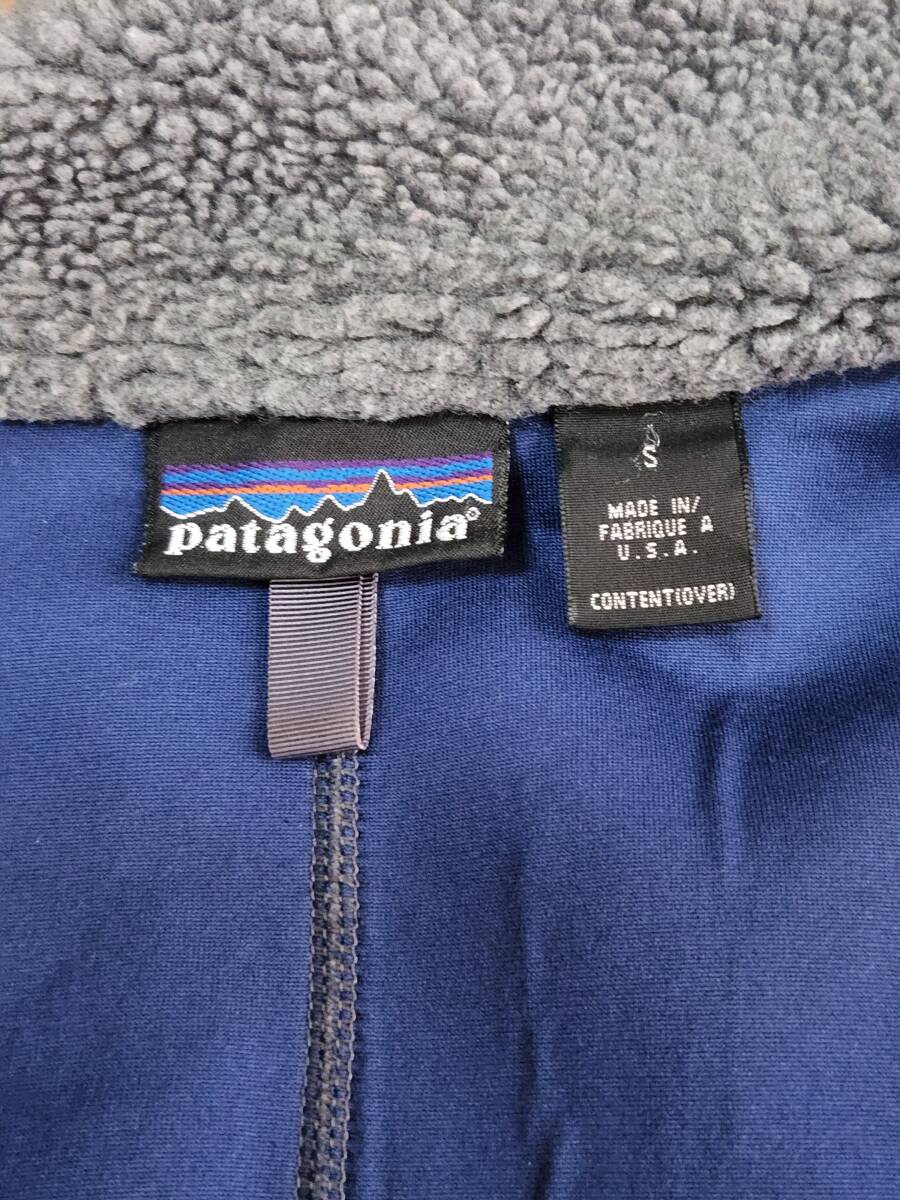 patagonia®
S
MADE IN/
FABRIQUE A
U.S.A.
CONTENT(OVER)